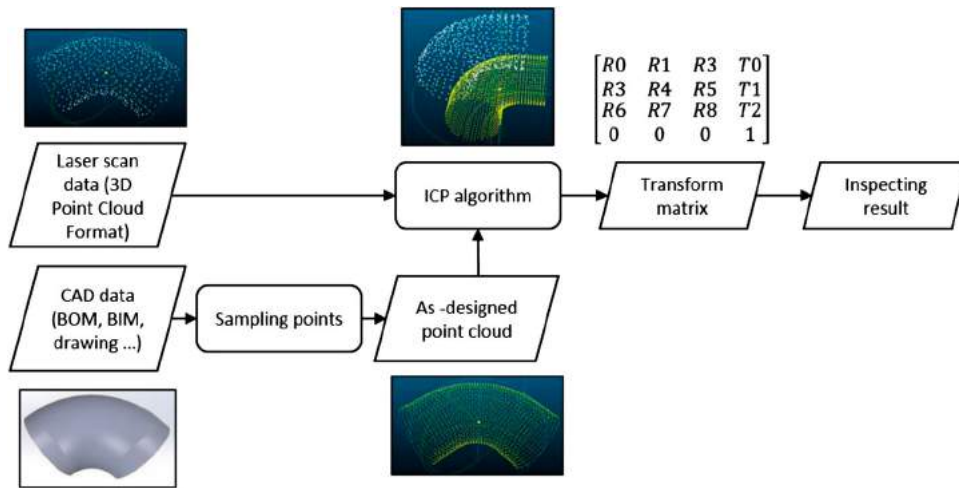 R0 R1 R3 T0
R3 R4 R5 T1
R6 R7 R8 T2
0 0 0 1
Laser scan
data (3D
Point Cloud
Format)
ICP algorithm
Transform
matrix
Inspecting
result
CAD data
(BOM, BIM,
drawing ...)
Sampling points
As -designed
point cloud